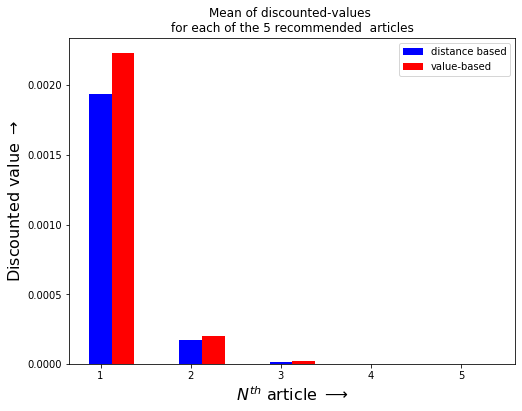 Mean of discounted-values
for each of the 5 recommended  articles
distance based
value-based
Discounted value →
0.0020
0.0015
0.0010
0.0005
0.0000
1 2 3 4 5
N^{th} article ⟶